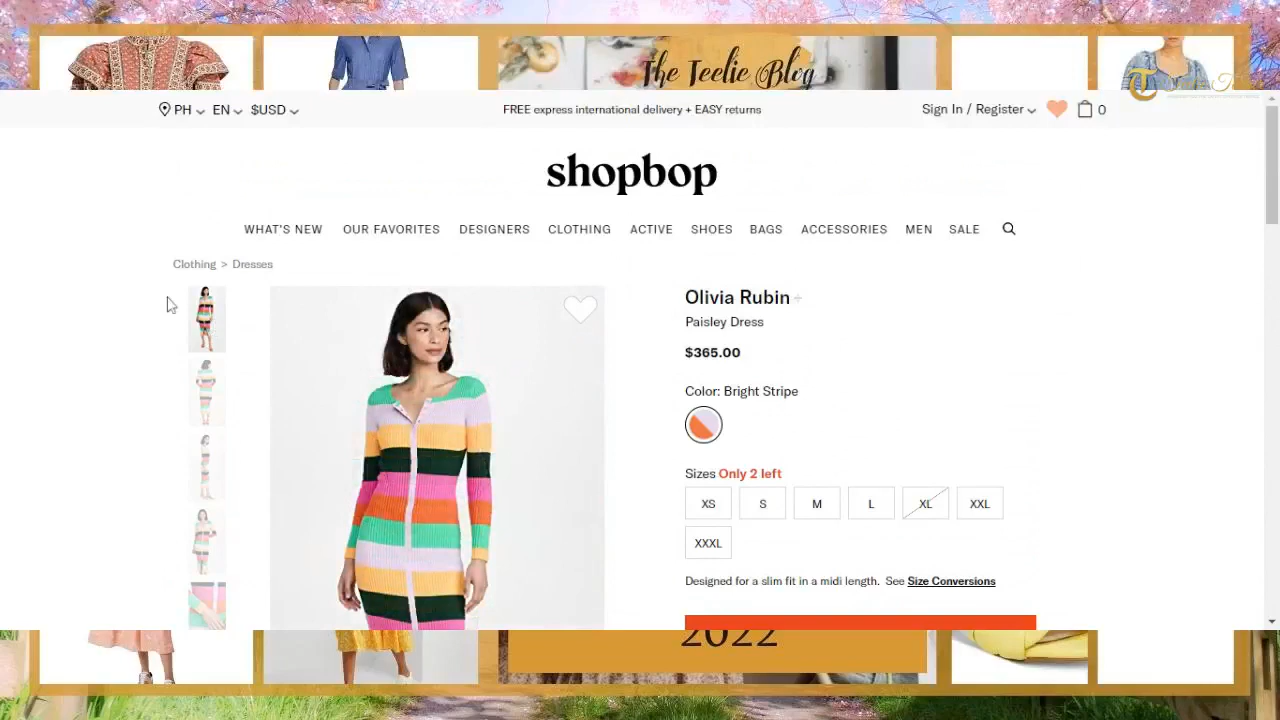 The Teelie Blog
PH EN $USD
FREE express international delivery + EASY returns
Sign In / Register 0
shopbop
WHAT'S NEW OUR FAVORITES DESIGNERS CLOTHING ACTIVE SHOES BAGS ACCESSORIES MEN SALE
Clothing > Dresses
Olivia Rubin
Paisley Dress
$365.00
Color: Bright Stripe
Sizes Only 2 left
XS S M L XL XXL
XXXL
Designed for a slim fit in a midi length. See Size Conversions
2022